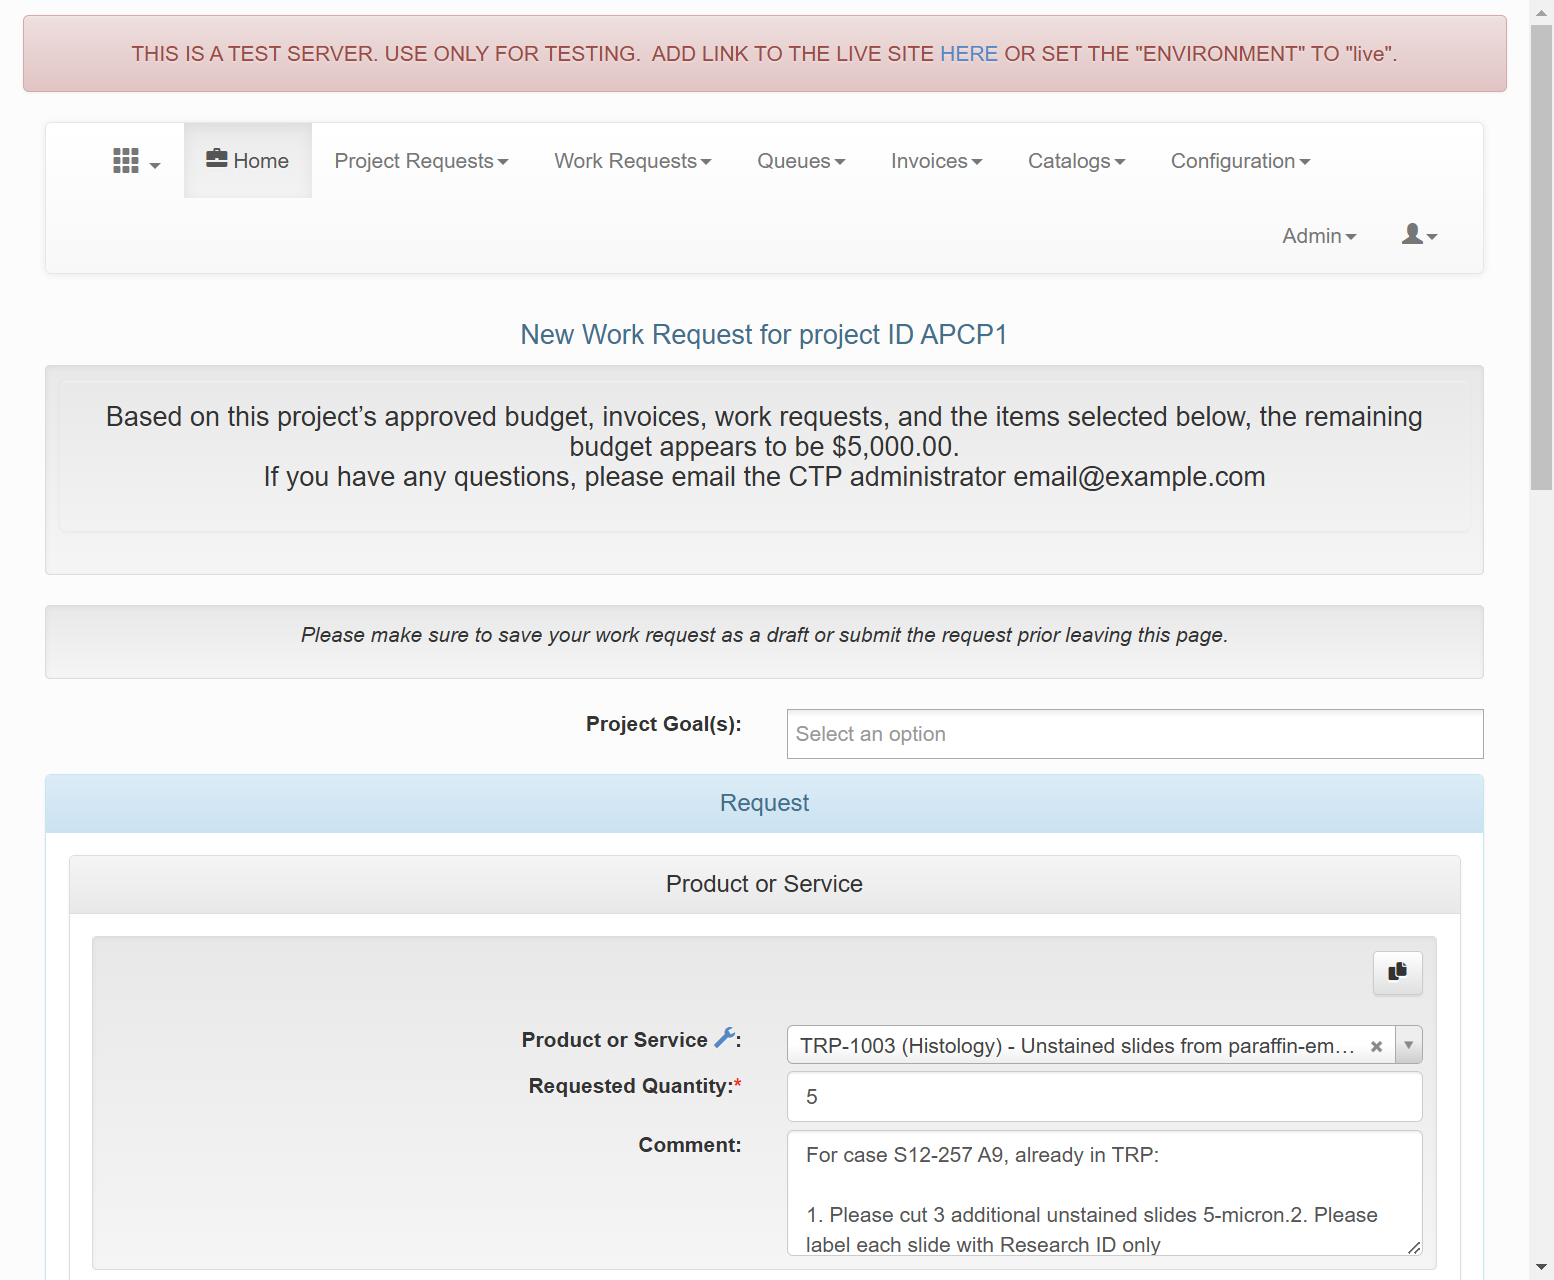 THIS IS A TEST SERVER. USE ONLY FOR TESTING. ADD LINK TO THE LIVE SITE HERE OR SET THE "ENVIRONMENT" TO "live".
Home
Project Requests
Work Requests
Queues
Invoices
Catalogs
Configuration
Admin
New Work Request for project ID APCP1
Based on this project’s approved budget, invoices, work requests, and the items selected below, the remaining
budget appears to be $5,000.00.
If you have any questions, please email the CTP administrator email@example.com
Please make sure to save your work request as a draft or submit the request prior leaving this page.
Project Goal(s):
Select an option
Request
Product or Service
Product or Service :
TRP-1003 (Histology) - Unstained slides from paraffin-em...
Requested Quantity:*
5
Comment:
For case S12-257 A9, already in TRP:
1. Please cut 3 additional unstained slides 5-micron.2. Please
label each slide with Research ID only